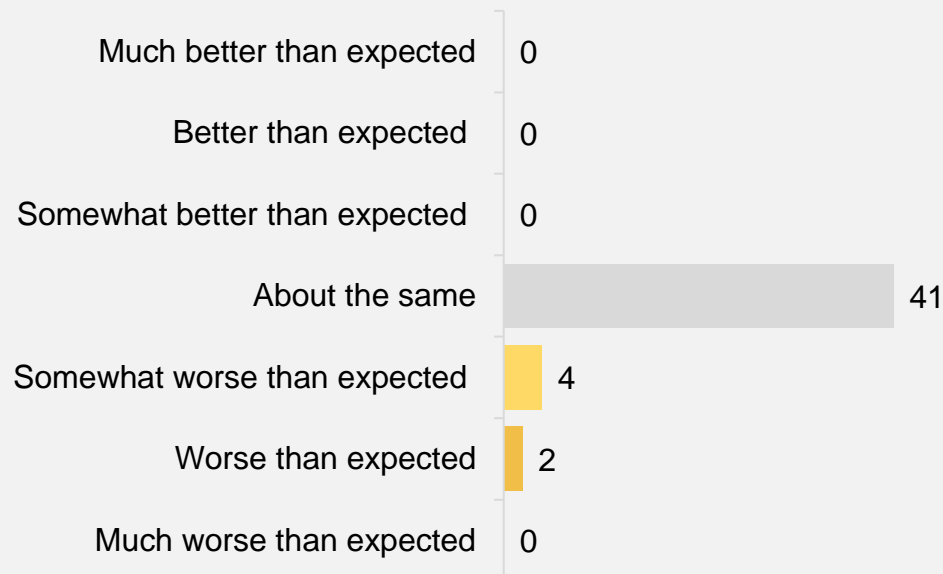 Much better than expected 0
Better than expected 0
Somewhat better than expected 0
About the same 41
Somewhat worse than expected 4
Worse than expected 2
Much worse than expected 0